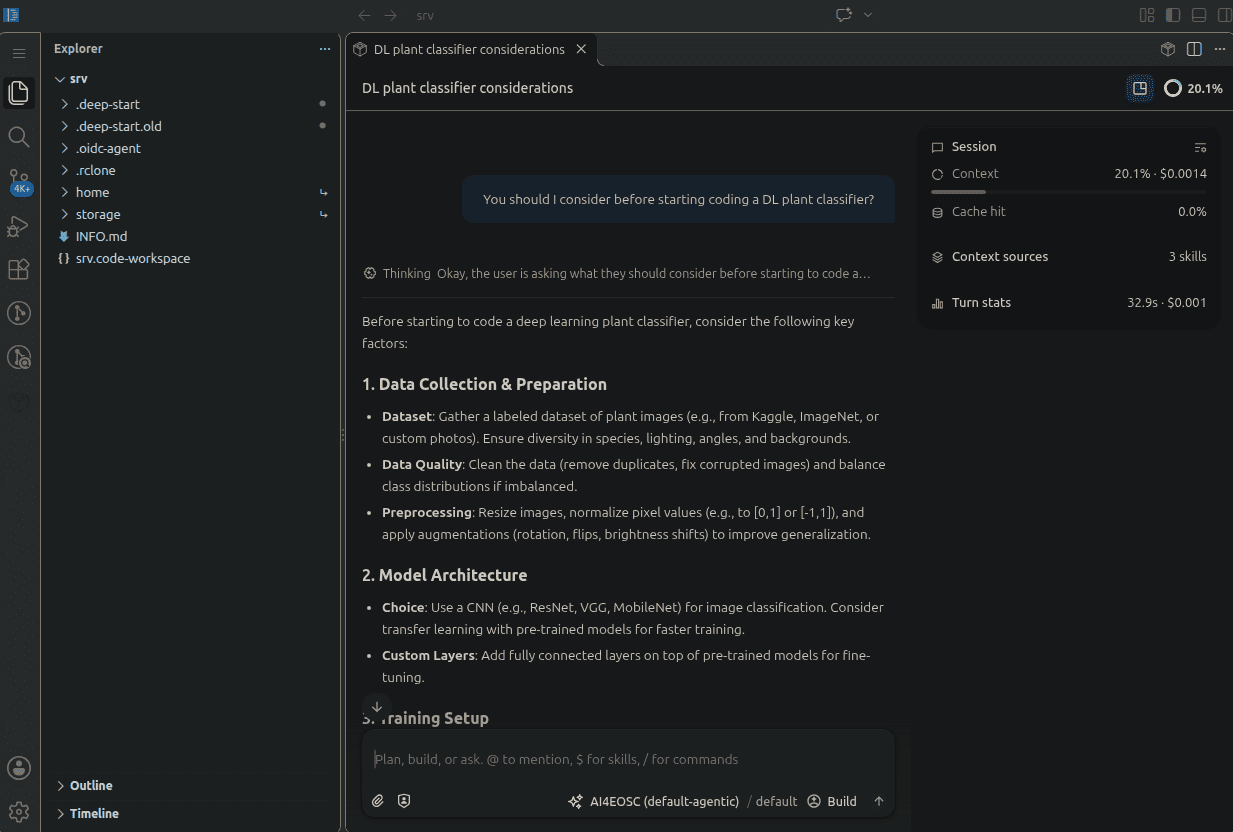 srv
Explorer
DL plant classifier considerations
srv
DL plant classifier considerations
20.1%
.deep-start
.deep-start.old
.oidc-agent
.rclone
home
storage
INFO.md
{} srv.code-workspace
4K+
Outline
Timeline
You should I consider before starting coding a DL plant classifier?
Thinking Okay, the user is asking what they should consider before starting to code a…
Before starting to code a deep learning plant classifier, consider the following key
factors:
1. Data Collection & Preparation
• Dataset: Gather a labeled dataset of plant images (e.g., from Kaggle, ImageNet, or
custom photos). Ensure diversity in species, lighting, angles, and backgrounds.
• Data Quality: Clean the data (remove duplicates, fix corrupted images) and balance
class distributions if imbalanced.
• Preprocessing: Resize images, normalize pixel values (e.g., to [0,1] or [-1,1]), and
apply augmentations (rotation, flips, brightness shifts) to improve generalization.
2. Model Architecture
• Choice: Use a CNN (e.g., ResNet, VGG, MobileNet) for image classification. Consider
transfer learning with pre-trained models for faster training.
• Custom Layers: Add fully connected layers on top of pre-trained models for fine-
tuning.
3. Training Setup
Plan, build, or ask. @ to mention, $ for skills, / for commands
AI4EOSC (default-agentic) / default Build
Session
Context 20.1% · $0.0014
Cache hit 0.0%
Context sources 3 skills
Turn stats 32.9s · $0.001